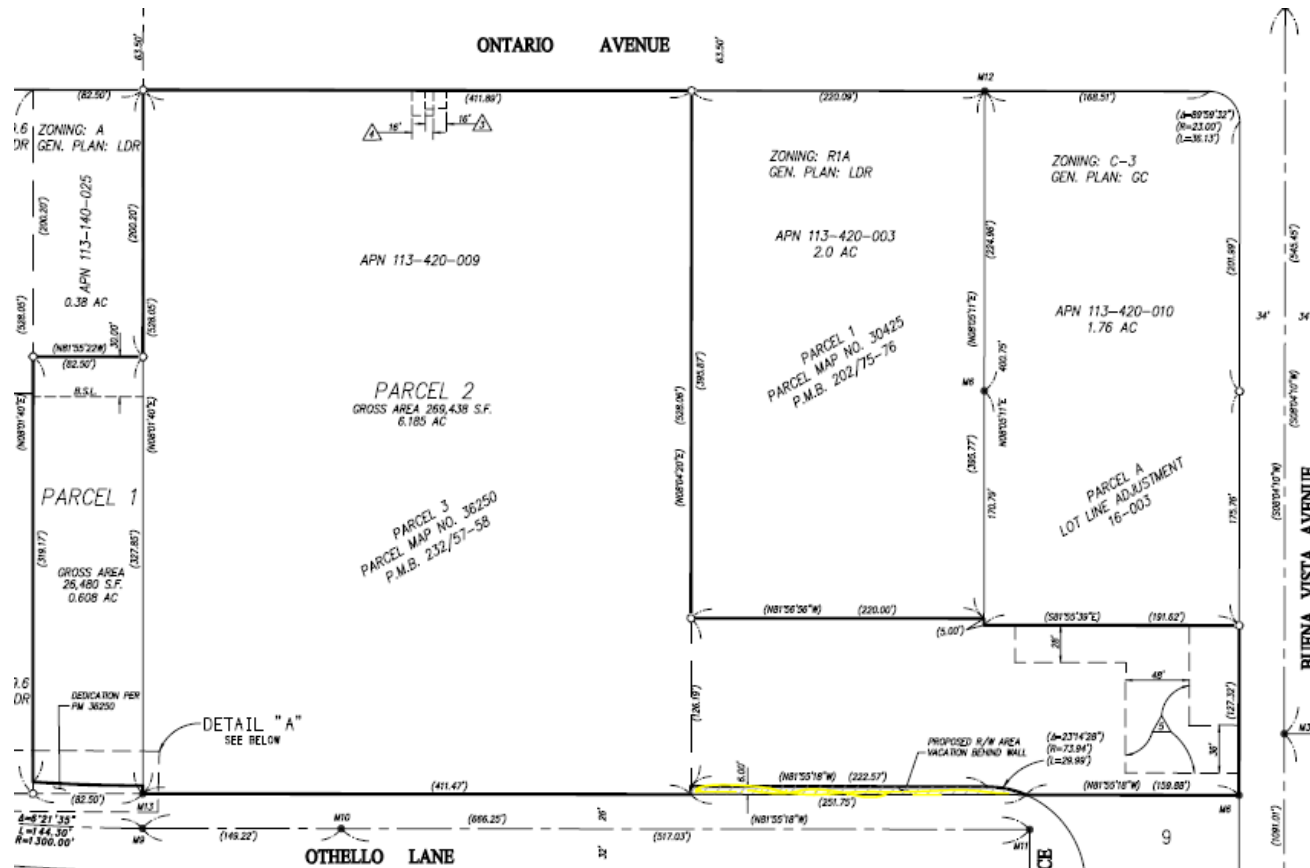 ONTARIO AVENUE
63.50'
63.50'
(82.50')
(411.89')
(220.09')
M12
(168.51')
(Δ=89°59'32")
(R=23.00')
(L=36.13')
ZONING: A
GEN. PLAN: LDR
APN 113-140-025
0.38 AC
(200.20')
(200.20')
(528.05')
(528.05')
30.00'
(N81°55'22"W)
(82.50')
B.S.L.
(N08°01'40"E)
(N08°01'40"E)
4
16'
16'
3
APN 113-420-009
PARCEL 2
GROSS AREA 269,438 S.F.
6.185 AC
PARCEL 3
PARCEL MAP NO. 36250
P.M.B. 232/57-58
(395.87')
(528.06')
(N08°04'20"E)
ZONING: R1A
GEN. PLAN: LDR
APN 113-420-003
2.0 AC
PARCEL 1
PARCEL MAP NO. 30425
P.M.B. 202/75-76
(224.98')
(N08°05'11"E)
400.75'
M6
N08°05'11"E
(395.77')
170.79'
ZONING: C-3
GEN. PLAN: GC
APN 113-420-010
1.76 AC
PARCEL A
LOT LINE ADJUSTMENT
16-003
(201.99')
34'
34'
(545.45')
(S08°04'10"W)
(S08°04'10"W)
175.76'
BUENA VISTA AVENUE
PARCEL 1
(319.17')
(327.85')
GROSS AREA
26,480 S.F.
0.608 AC
DEDICATION PER
PM 36250
DETAIL "A"
SEE BELOW
(N81°56'56"W) (220.00')
(5.00')
(S81°55'39"E) (191.62')
28'
48'
5
36'
(127.32')
(126.19')
6.00'
PROPOSED R/W AREA
VACATION BEHIND WALL
(Δ=23°14'28")
(R=73.94')
(L=29.99')
(N81°55'18"W) (222.57')
(251.75')
(N81°55'18"W) (159.88')
M6
(82.50')
M13
(411.47')
Δ=6°21'35"
L=144.30'
R=1300.00'
M9
(149.22')
M10
(666.25')
26'
(517.03')
(N81°55'18"W)
M11
32'
OTHELLO LANE
9
(1091.01')